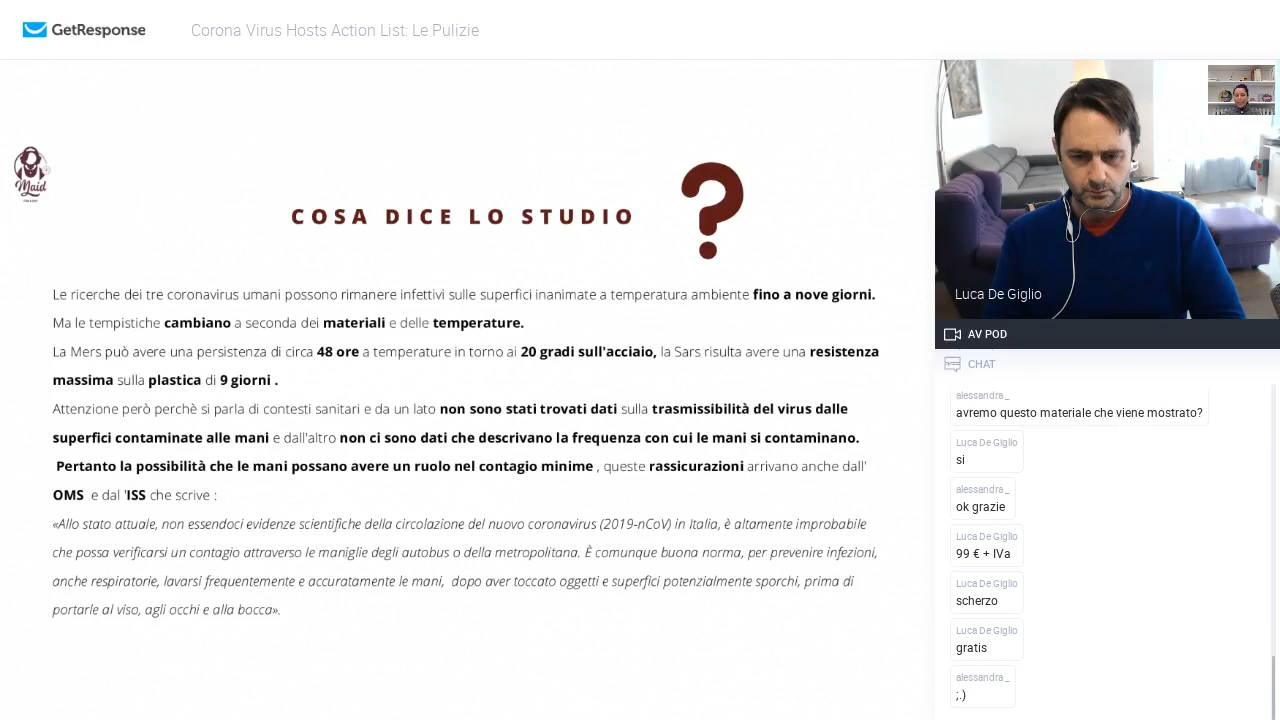 GetResponse
Corona Virus Hosts Action List: Le Pulizie
Maid
COSA DICE LO STUDIO ?
Le ricerche dei tre coronavirus umani possono rimanere infettivi sulle superfici inanimate a temperatura ambiente fino a nove giorni.
Ma le tempistiche cambiano a seconda dei materiali e delle temperature.
La Mers può avere una persistenza di circa 48 ore a temperature in torno ai 20 gradi sull'acciaio, la Sars risulta avere una resistenza
massima sulla plastica di 9 giorni .
Attenzione però perchè si parla di contesti sanitari e da un lato non sono stati trovati dati sulla trasmissibilità del virus dalle
superfici contaminate alle mani e dall'altro non ci sono dati che descrivano la frequenza con cui le mani si contaminano.
Pertanto la possibilità che le mani possano avere un ruolo nel contagio minime , queste rassicurazioni arrivano anche dall'
OMS e dal 'ISS che scrive :
«Allo stato attuale, non essendoci evidenze scientifiche della circolazione del nuovo coronavirus (2019-nCoV) in Italia, è altamente improbabile
che possa verificarsi un contagio attraverso le maniglie degli autobus o della metropolitana. È comunque buona norma, per prevenire infezioni,
anche respiratorie, lavarsi frequentemente e accuratamente le mani, dopo aver toccato oggetti e superfici potenzialmente sporchi, prima di
portarle al viso, agli occhi e alla bocca».
Luca De Giglio
AV POD
CHAT
alessandra _
avremo questo materiale che viene mostrato?
Luca De Giglio
si
alessandra _
ok grazie
Luca De Giglio
99 € + IVa
Luca De Giglio
scherzo
Luca De Giglio
gratis
alessandra _
;.)